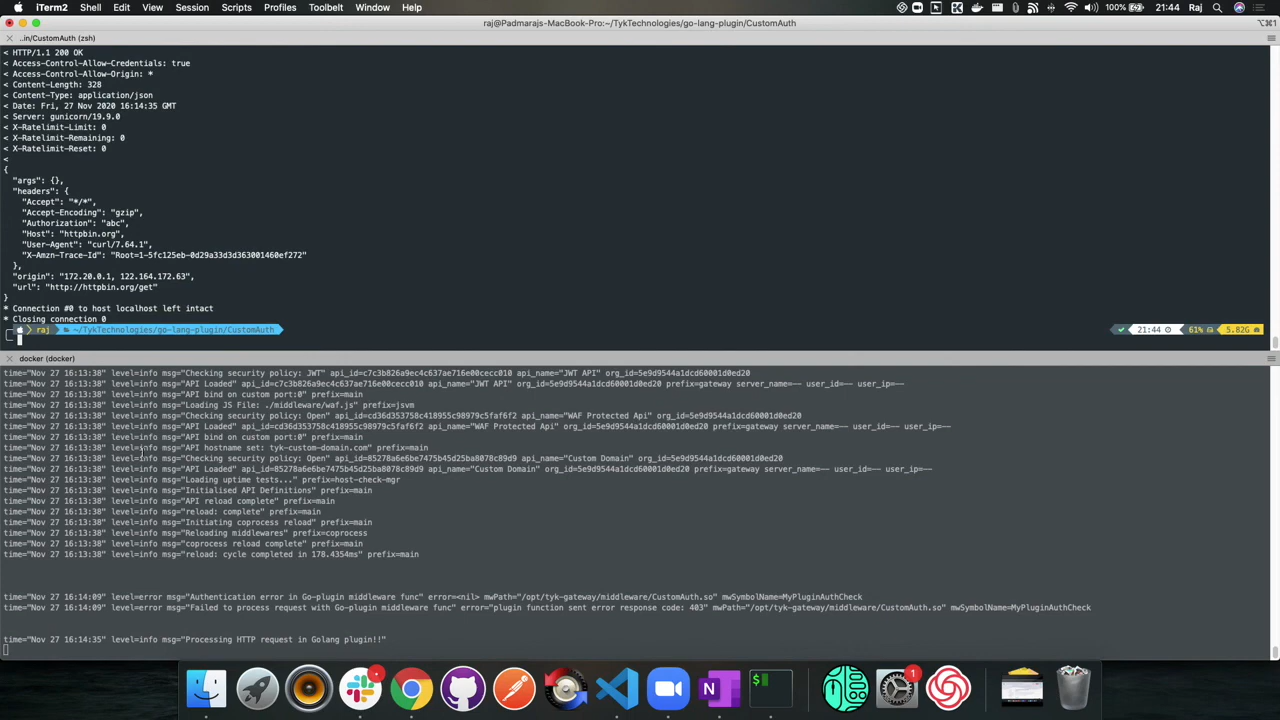 iTerm2 Shell Edit View Session Scripts Profiles Toolbelt Window Help 100% Fri 27 Nov 21:44 Raj
raj@Padmarajs-MacBook-Pro:~/TykTechnologies/go-lang-plugin/CustomAuth ⌥⌘1
..in/CustomAuth (zsh)
< HTTP/1.1 200 OK
< Access-Control-Allow-Credentials: true
< Access-Control-Allow-Origin: *
< Content-Length: 328
< Content-Type: application/json
< Date: Fri, 27 Nov 2020 16:14:35 GMT
< Server: gunicorn/19.9.0
< X-Ratelimit-Limit: 0
< X-Ratelimit-Remaining: 0
< X-Ratelimit-Reset: 0
<
{
"args": {},
"headers": {
"Accept": "*/*",
"Accept-Encoding": "gzip",
"Authorization": "abc",
"Host": "httpbin.org",
"User-Agent": "curl/7.64.1",
"X-Amzn-Trace-Id": "Root=1-5fc125eb-0d29a33d3d363001460ef272"
},
"origin": "172.20.0.1, 122.164.172.63",
"url": "http://httpbin.org/get"
}
* Connection #0 to host localhost left intact
* Closing connection 0
raj ~/TykTechnologies/go-lang-plugin/CustomAuth 21:44 61% 5.82G
docker (docker)
time="Nov 27 16:13:38" level=info msg="Checking security policy: JWT" api_id=c7c3b826a9ec4c637ae716e00cecc010 api_name="JWT API" org_id=5e9d9544a1dcd60001d0ed20
time="Nov 27 16:13:38" level=info msg="API Loaded" api_id=c7c3b826a9ec4c637ae716e00cecc010 api_name="JWT API" org_id=5e9d9544a1dcd60001d0ed20 prefix=gateway server_name=-- user_id=-- user_ip=--
time="Nov 27 16:13:38" level=info msg="API bind on custom port:0" prefix=main
time="Nov 27 16:13:38" level=info msg="Loading JS File: ./middleware/waf.js" prefix=jsvm
time="Nov 27 16:13:38" level=info msg="Checking security policy: Open" api_id=cd36d353758c418955c98979c5faf6f2 api_name="WAF Protected Api" org_id=5e9d9544a1dcd60001d0ed20
time="Nov 27 16:13:38" level=info msg="API Loaded" api_id=cd36d353758c418955c98979c5faf6f2 api_name="WAF Protected Api" org_id=5e9d9544a1dcd60001d0ed20 prefix=gateway server_name=-- user_id=-- user_ip=--
time="Nov 27 16:13:38" level=info msg="API bind on custom port:0" prefix=main
time="Nov 27 16:13:38" level=info msg="API hostname set: tyk-custom-domain.com" prefix=main
time="Nov 27 16:13:38" level=info msg="Checking security policy: Open" api_id=85278a6e6be7475b45d25ba8078c89d9 api_name="Custom Domain" org_id=5e9d9544a1dcd60001d0ed20
time="Nov 27 16:13:38" level=info msg="API Loaded" api_id=85278a6e6be7475b45d25ba8078c89d9 api_name="Custom Domain" org_id=5e9d9544a1dcd60001d0ed20 prefix=gateway server_name=-- user_id=-- user_ip=--
time="Nov 27 16:13:38" level=info msg="Loading uptime tests..." prefix=host-check-mgr
time="Nov 27 16:13:38" level=info msg="Initialised API Definitions" prefix=main
time="Nov 27 16:13:38" level=info msg="API reload complete" prefix=main
time="Nov 27 16:13:38" level=info msg="reload: complete" prefix=main
time="Nov 27 16:13:38" level=info msg="Initiating coprocess reload" prefix=main
time="Nov 27 16:13:38" level=info msg="Reloading middlewares" prefix=coprocess
time="Nov 27 16:13:38" level=info msg="coprocess reload complete" prefix=main
time="Nov 27 16:13:38" level=info msg="reload: cycle completed in 178.4354ms" prefix=main
time="Nov 27 16:14:09" level=error msg="Authentication error in Go-plugin middleware func" error=<nil> mwPath="/opt/tyk-gateway/middleware/CustomAuth.so" mwSymbolName=MyPluginAuthCheck
time="Nov 27 16:14:09" level=error msg="Failed to process request with Go-plugin middleware func" error="plugin function sent error response code: 403" mwPath="/opt/tyk-gateway/middleware/CustomAuth.so" mwSymbolName=MyPluginAuthCheck
time="Nov 27 16:14:35" level=info msg="Processing HTTP request in Golang plugin!!"